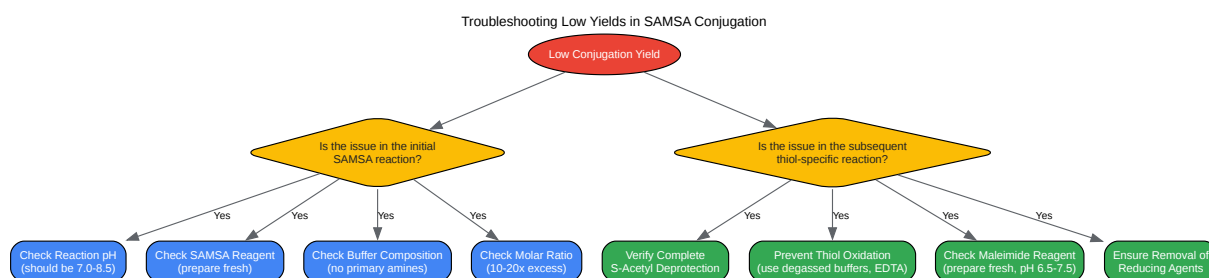 Troubleshooting Low Yields in SAMSA Conjugation
Low Conjugation Yield
Is the issue in the initial
SAMSA reaction?
Is the issue in the subsequent
thiol-specific reaction?
Yes
Yes
Yes
Yes
Yes
Yes
Yes
Yes
Check Reaction pH
(should be 7.0-8.5)
Check SAMSA Reagent
(prepare fresh)
Check Buffer Composition
(no primary amines)
Check Molar Ratio
(10-20x excess)
Verify Complete
S-Acetyl Deprotection
Prevent Thiol Oxidation
(use degassed buffers, EDTA)
Check Maleimide Reagent
(prepare fresh, pH 6.5-7.5)
Ensure Removal of
Reducing Agents